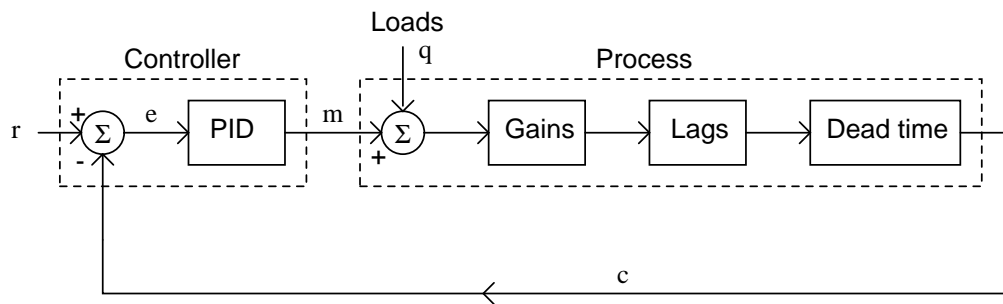 Loads
Controller
q
Process
+
r
Σ
e
PID
m
Σ
Gains
Lags
Dead time
-
+
c